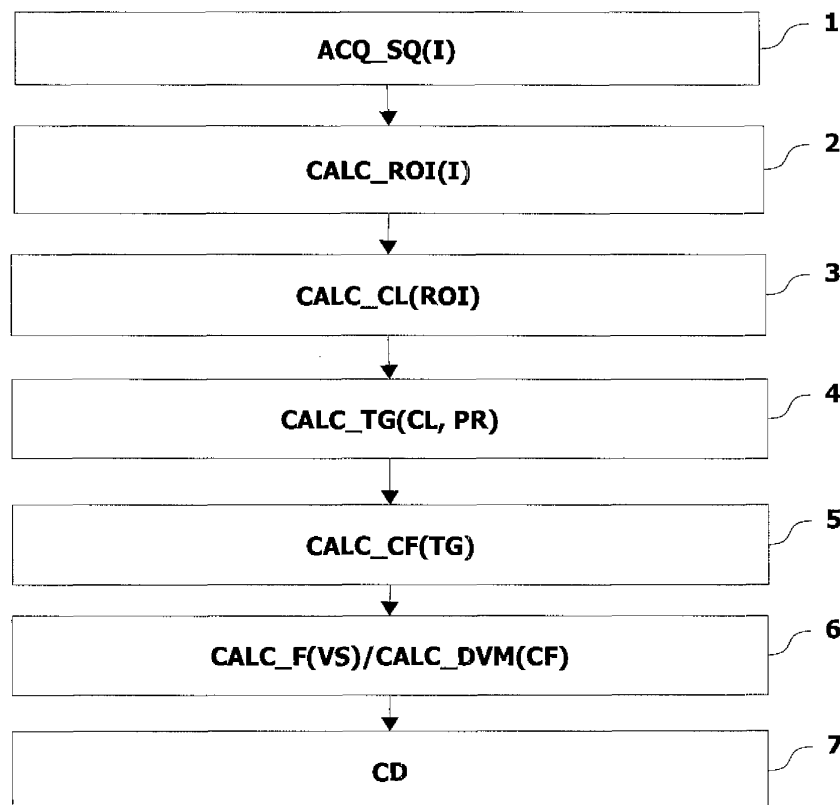 1
ACQ_SQ(I)
2
CALC_ROI(I)
3
CALC_CL(ROI)
4
CALC_TG(CL, PR)
5
CALC_CF(TG)
6
CALC_F(VS)/CALC_DVM(CF)
7
CD